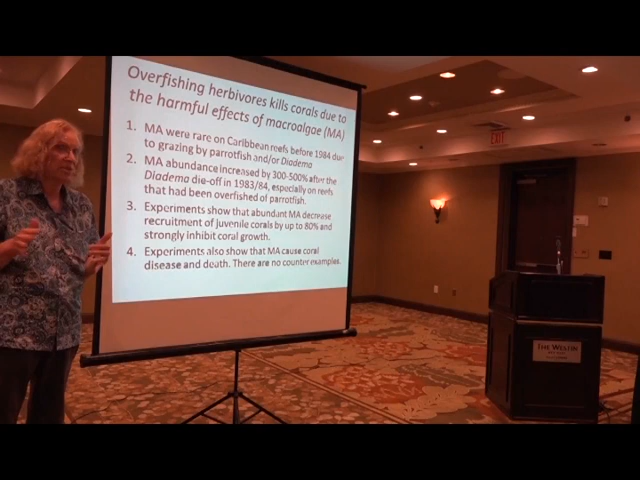 Overfishing herbivores kills corals due to
the harmful effects of macroalgae (MA)
1. MA were rare on Caribbean reefs before 1984 due
to grazing by parrotfish and/or Diadema
2. MA abundance increased by 300-500% after the
Diadema die-off in 1983/84, especially on reefs
that had been overfished of parrotfish.
3. Experiments show that abundant MA decrease
recruitment of juvenile corals by up to 80% and
strongly inhibit coral growth.
4. Experiments also show that MA cause coral
disease and death. There are no counter examples.
EXIT
THE WESTIN